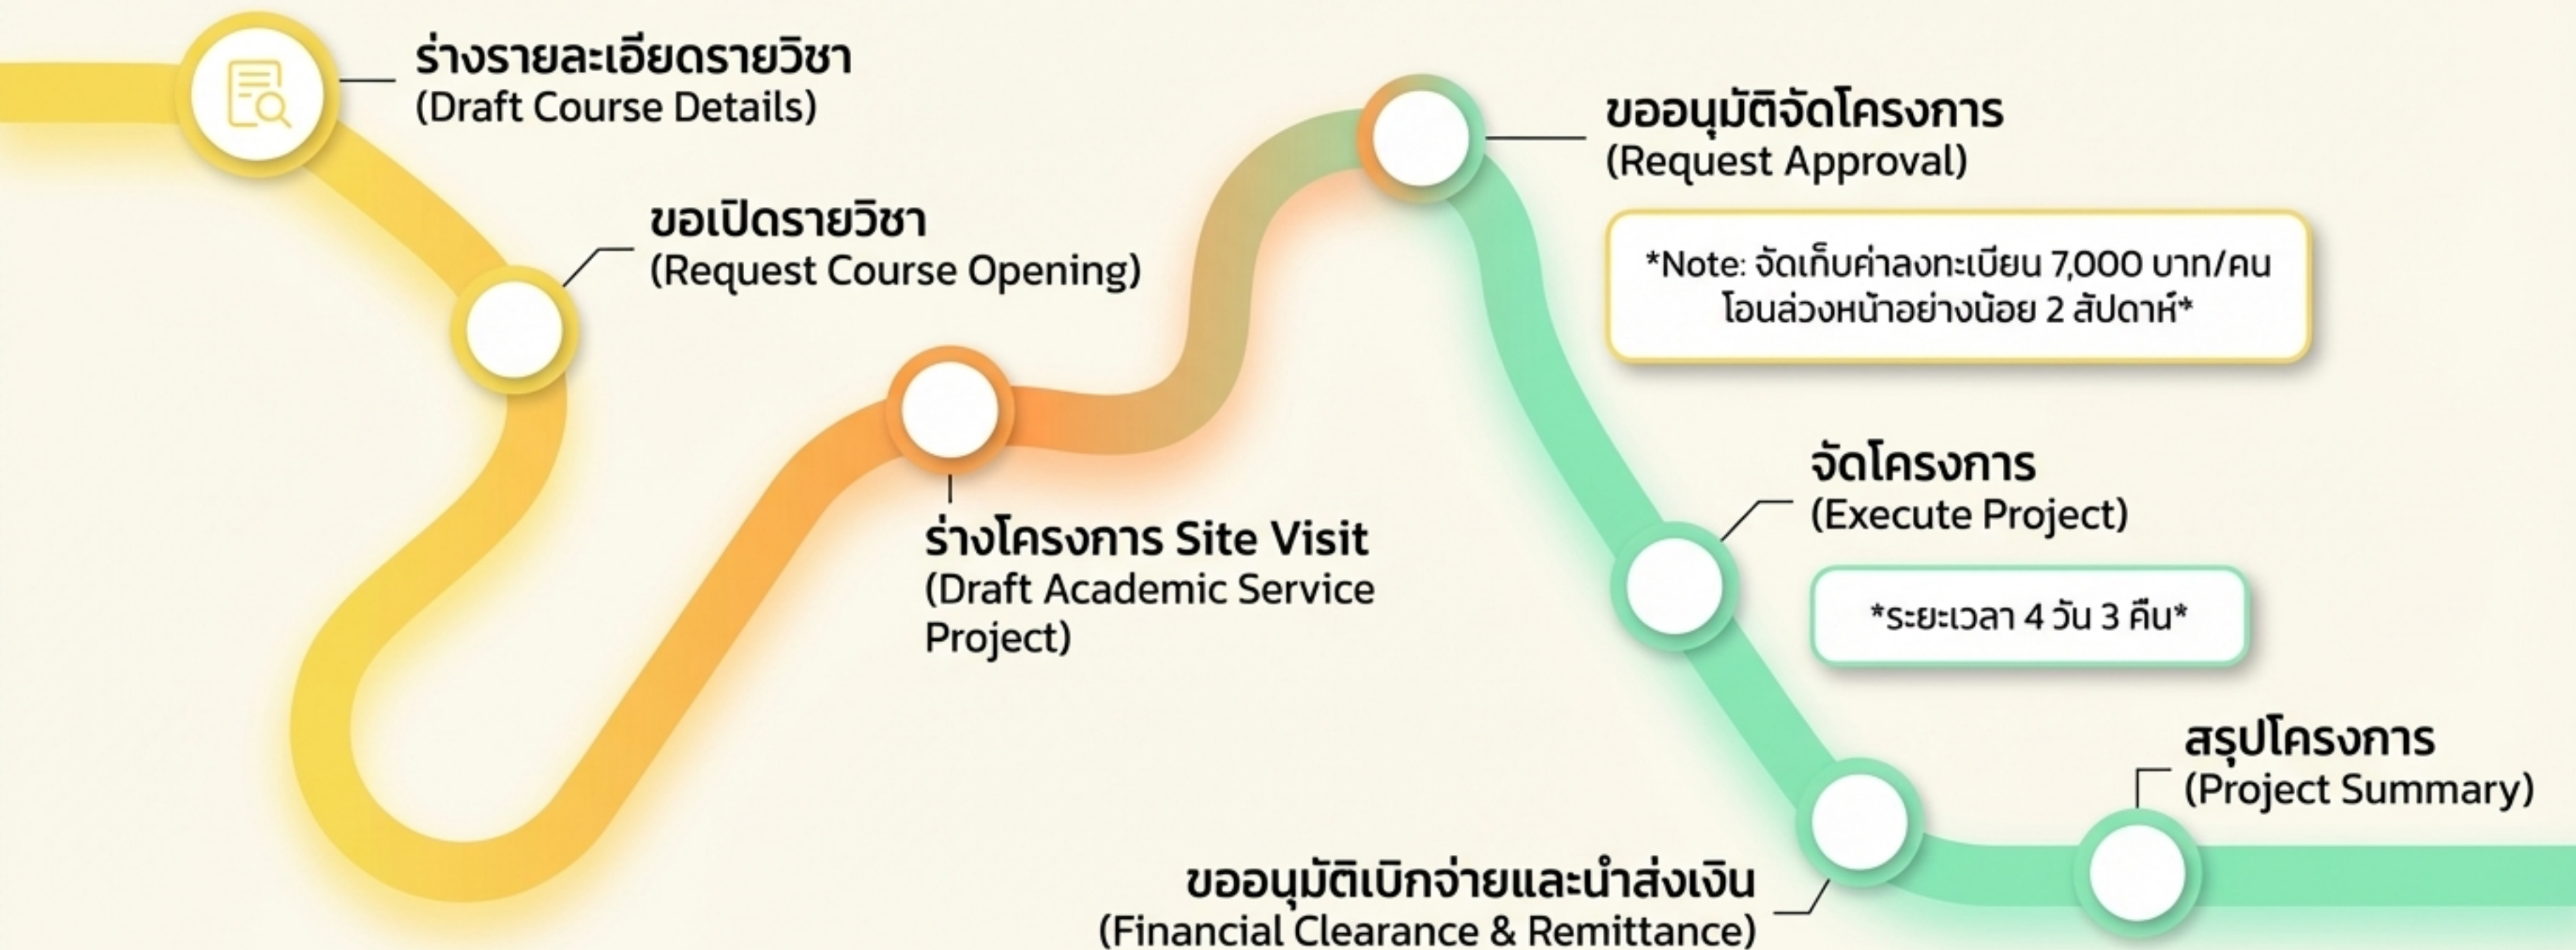 ร่างรายละเอียดรายวิชา
(Draft Course Details)
ขอเปิดรายวิชา
(Request Course Opening)
ร่างโครงการ Site Visit
(Draft Academic Service
Project)
ขออนุมัติจัดโครงการ
(Request Approval)
*Note: จัดเก็บค่าลงทะเบียน 7,000 บาท/คน
โอนล่วงหน้าอย่างน้อย 2 สัปดาห์*
จัดโครงการ
(Execute Project)
*ระยะเวลา 4 วัน 3 คืน*
ขออนุมัติเบิกจ่ายและนำส่งเงิน
(Financial Clearance & Remittance)
สรุปโครงการ
(Project Summary)